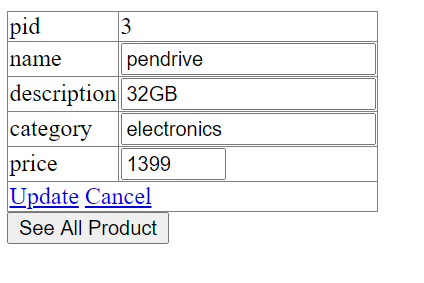 pid 3
name pendrive
description 32GB
category electronics
price 1399
Update Cancel
See All Product